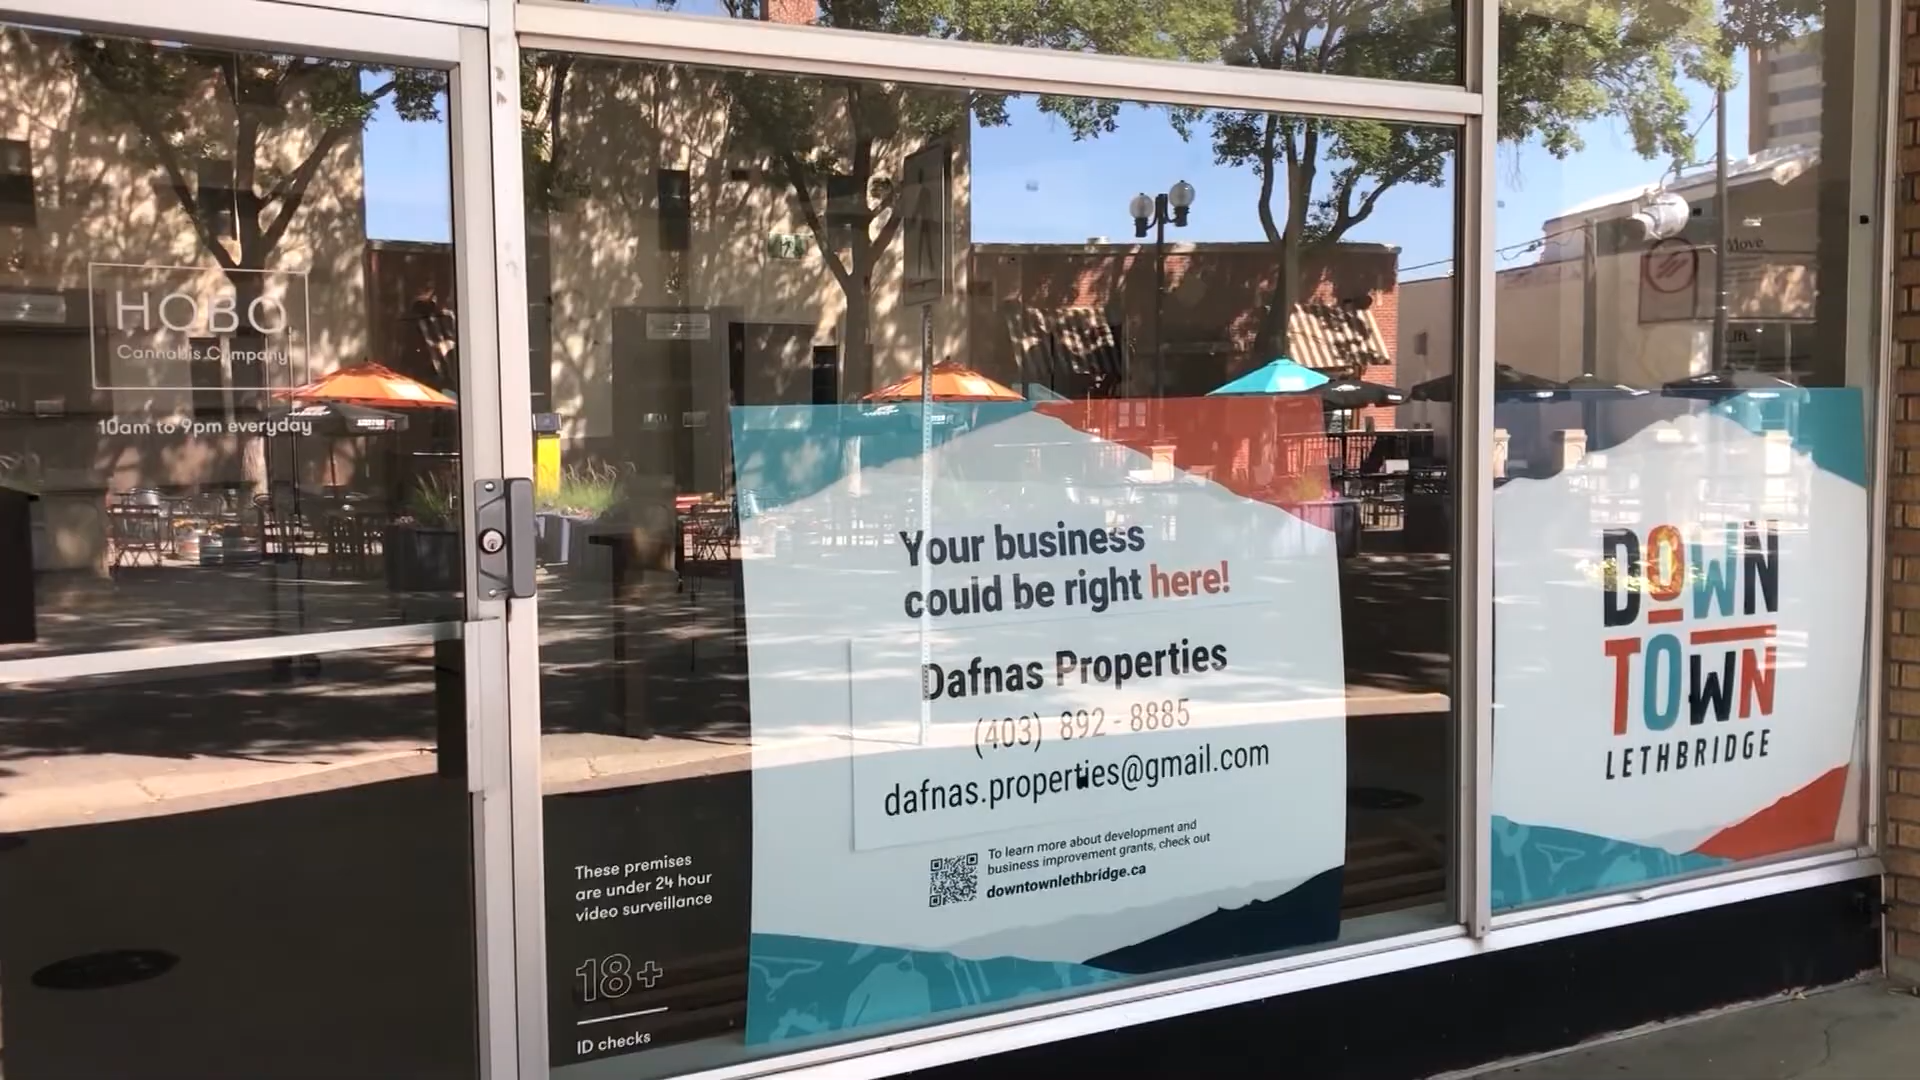 HOBO
Cannabis Company
10am to 9pm everyday
These premises
are under 24 hour
video surveillance
18+
ID checks
Your business
could be right here!
Dafnas Properties
(403) 892-8885
dafnas.properties@gmail.com
To learn more about development and
business improvement grants, check out
downtownlethbridge.ca
Move
Lift
DOWN
TOWN
LETHBRIDGE